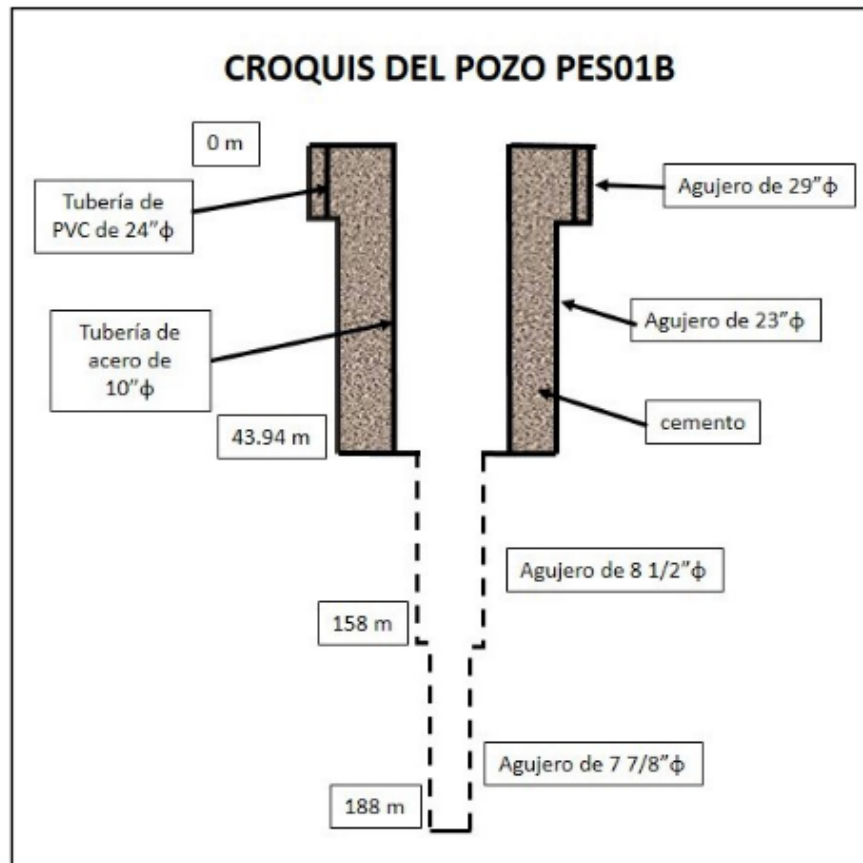 CROQUIS DEL POZO PES01B
0 m
Tubería de
PVC de 24”ϕ
Agujero de 29”ϕ
Tubería de
acero de
10”ϕ
Agujero de 23”ϕ
43.94 m
cemento
Agujero de 8 1/2”ϕ
158 m
Agujero de 7 7/8”ϕ
188 m